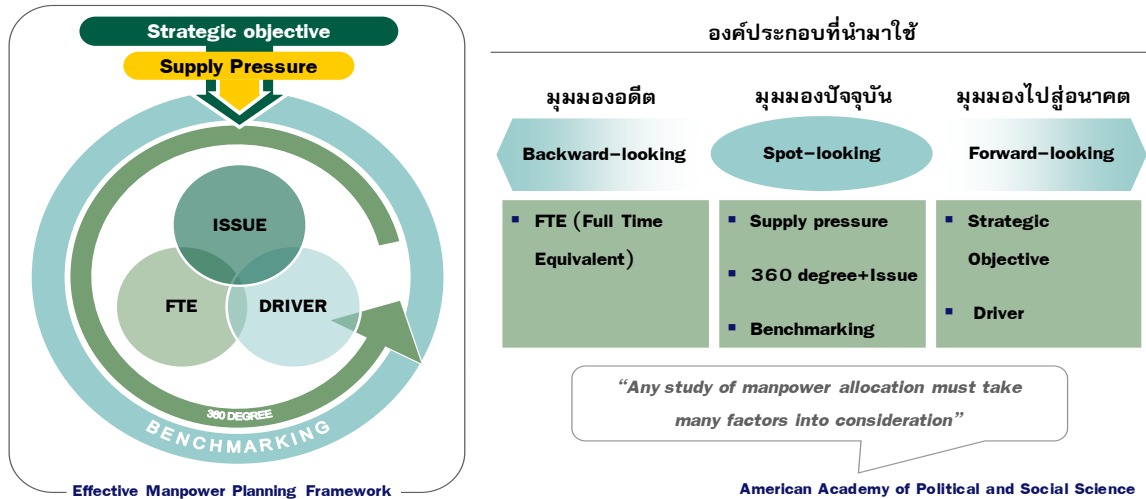 Strategic objective
Supply Pressure
ISSUE
FTE
DRIVER
360 DEGREE
BENCHMARKING
Effective Manpower Planning Framework
องค์ประกอบที่นำมาใช้
มุมมองอดีต
มุมมองปัจจุบัน
มุมมองไปสู่อนาคต
Backward-looking
Spot-looking
Forward-looking
▪ FTE (Full Time
Equivalent)
▪ Supply pressure
▪ 360 degree+Issue
▪ Benchmarking
▪ Strategic
Objective
▪ Driver
“Any study of manpower allocation must take
many factors into consideration”
American Academy of Political and Social Science